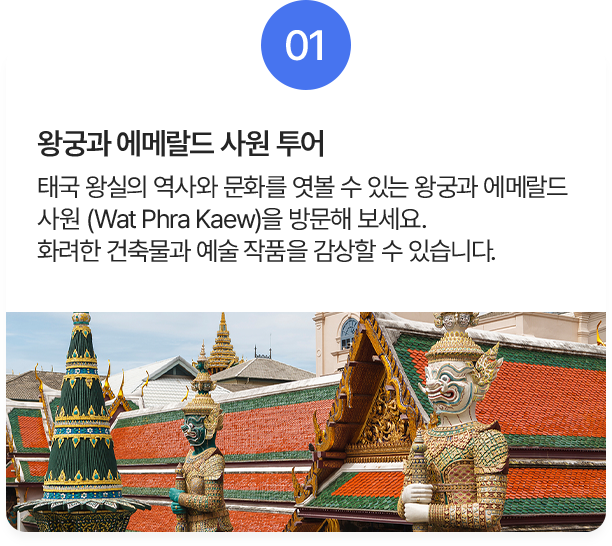 01
왕궁과 에메랄드 사원 투어
태국 왕실의 역사와 문화를 엿볼 수 있는 왕궁과 에메랄드
사원 (Wat Phra Kaew)을 방문해 보세요.
화려한 건축물과 예술 작품을 감상할 수 있습니다.